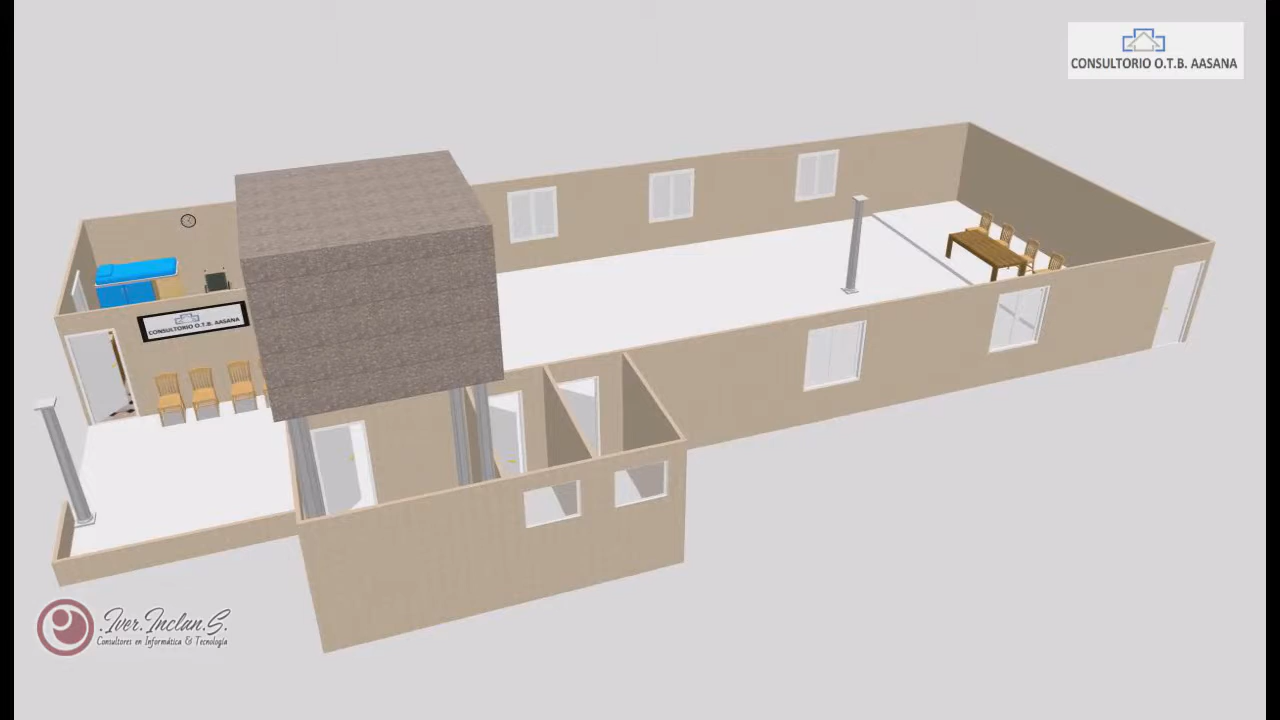 CONSULTORIO O.T.B. AASANA
CONSULTORIO O.T.B. AASANA
.Iver.Inclan.S.
Consultores en Informática & Tecnología